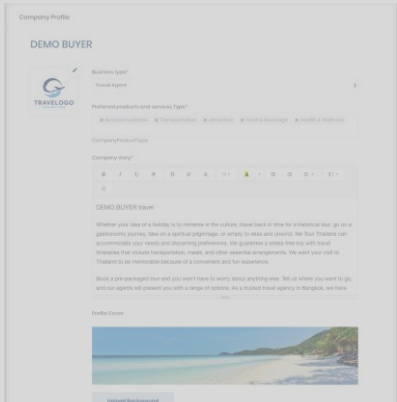 Company Profile
DEMO BUYER
TRAVELOGO
Business type*
Travel Agent
Preferred products and services Type*
Accommodation Transportation Attraction Food & Beverage Health & Wellness
CompanyProductType
Company story*
DEMO BUYER travel
Whether your idea of a holiday is to immerse in the culture, travel back in time for a historical tour, go on a
gastronomic journey, take on a spiritual pilgrimage, or simply to relax and unwind. We Tour Thailand can
accommodate your needs and discerning preferences. We guarantee a stress-free trip with travel
itineraries that include transportation, meals, and other essential arrangements. We want your visit to
Thailand to be memorable because of a convenient and fun experience.
Book a pre-packaged tour and you won't have to worry about anything else. Tell us where you want to go,
and our agents will present you with a range of options. As a trusted travel agency in Bangkok, we have
Profile Cover
Upload Background